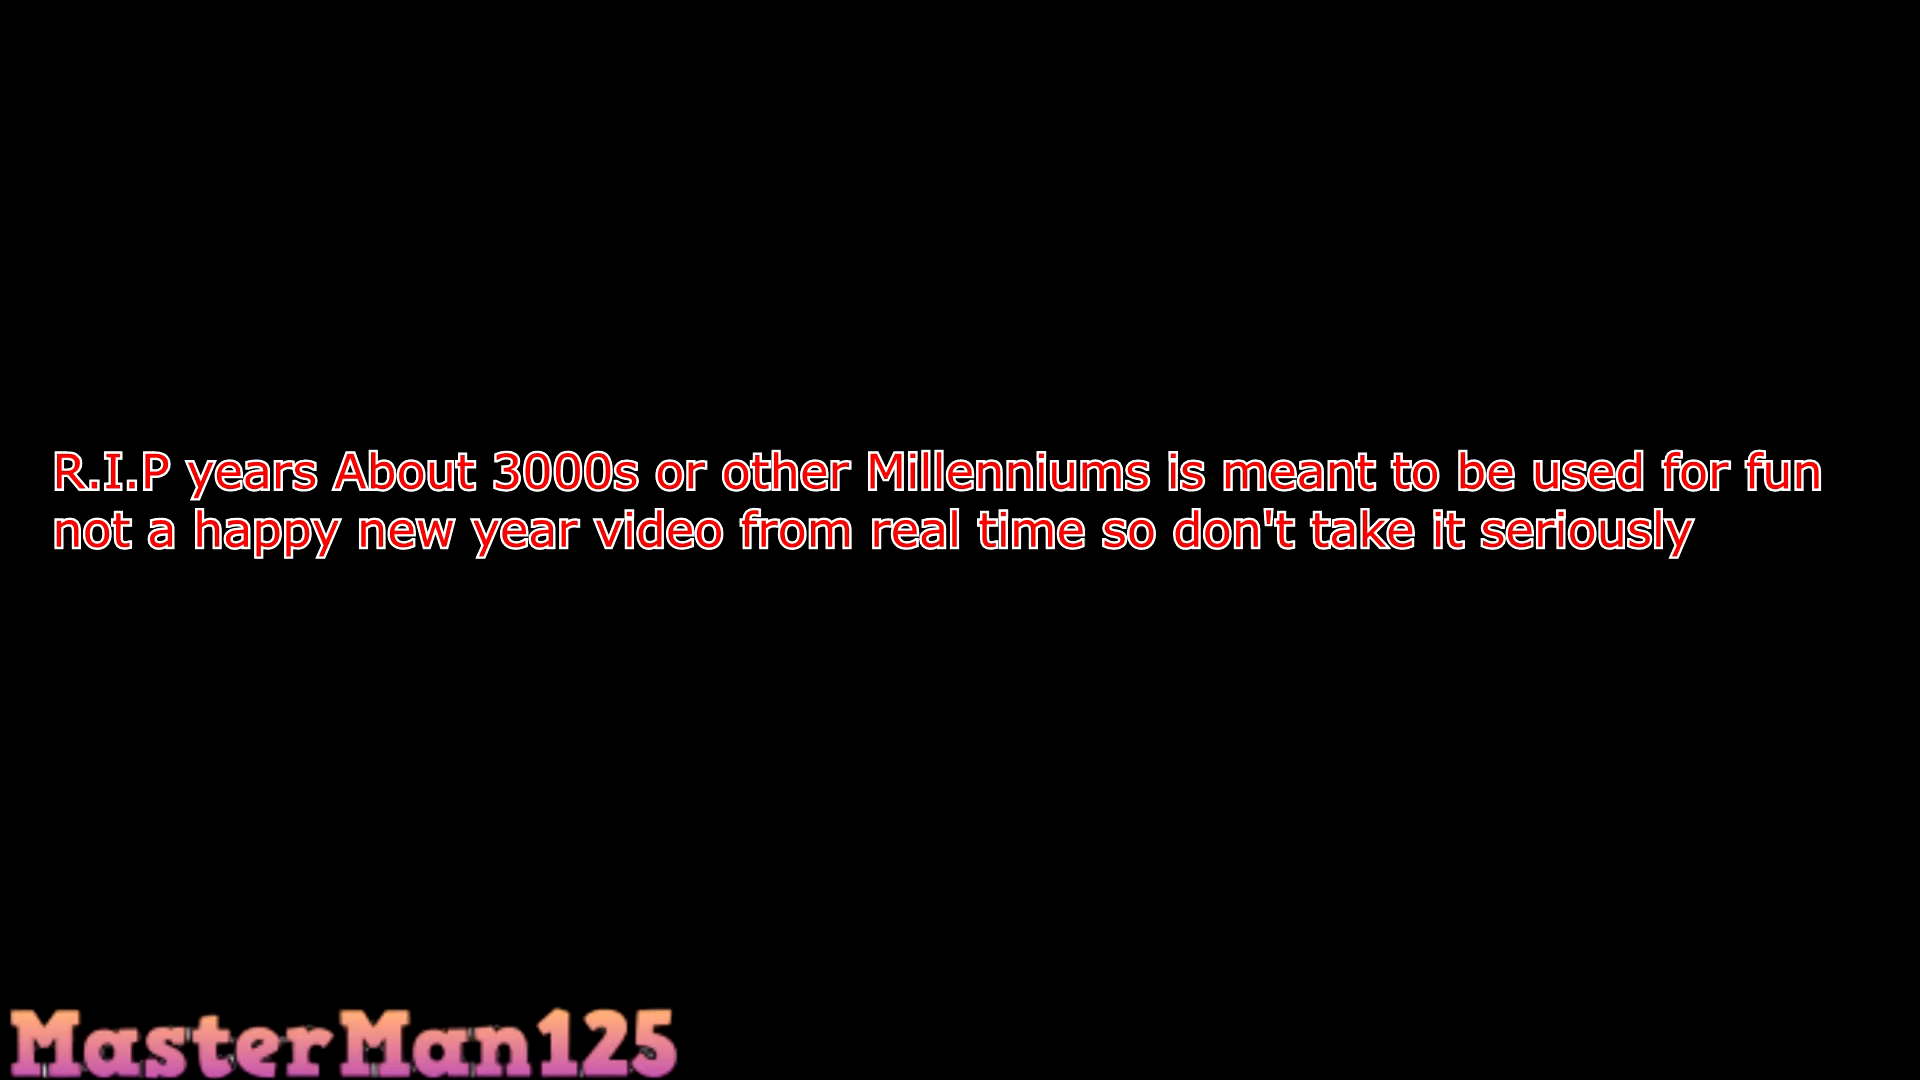 R.I.P years About 3000s or other Millenniums is meant to be used for fun
not a happy new year video from real time so don't take it seriously
MasterMan125